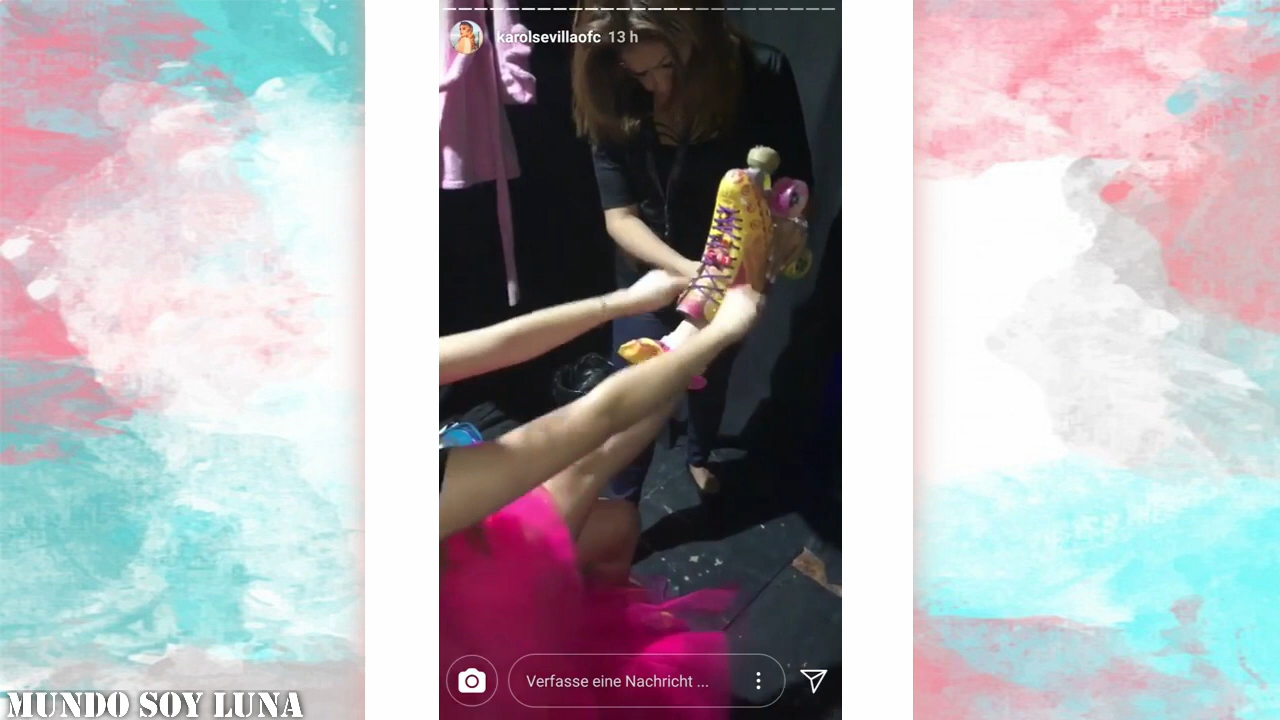 karolsevillaofc 13 h
Verfasse eine Nachricht ...
MUNDO SOY LUNA